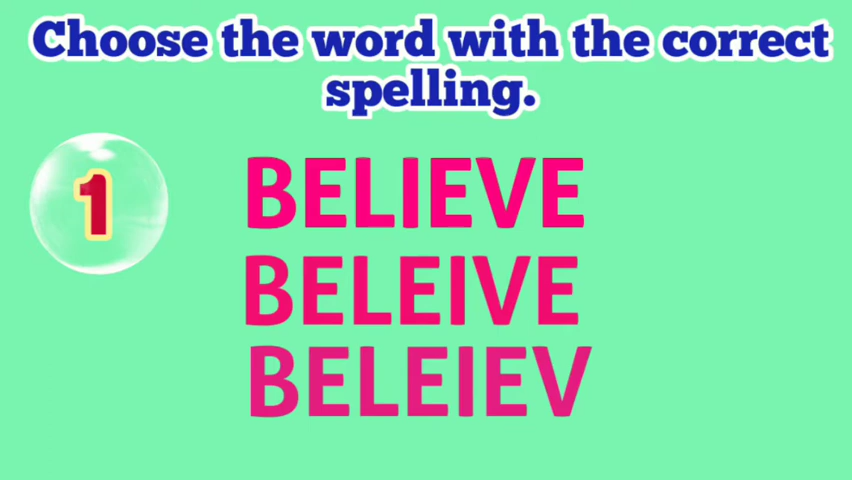 Choose the word with the correct
spelling.
1
BELIEVE
BELEIVE
BELEIEV